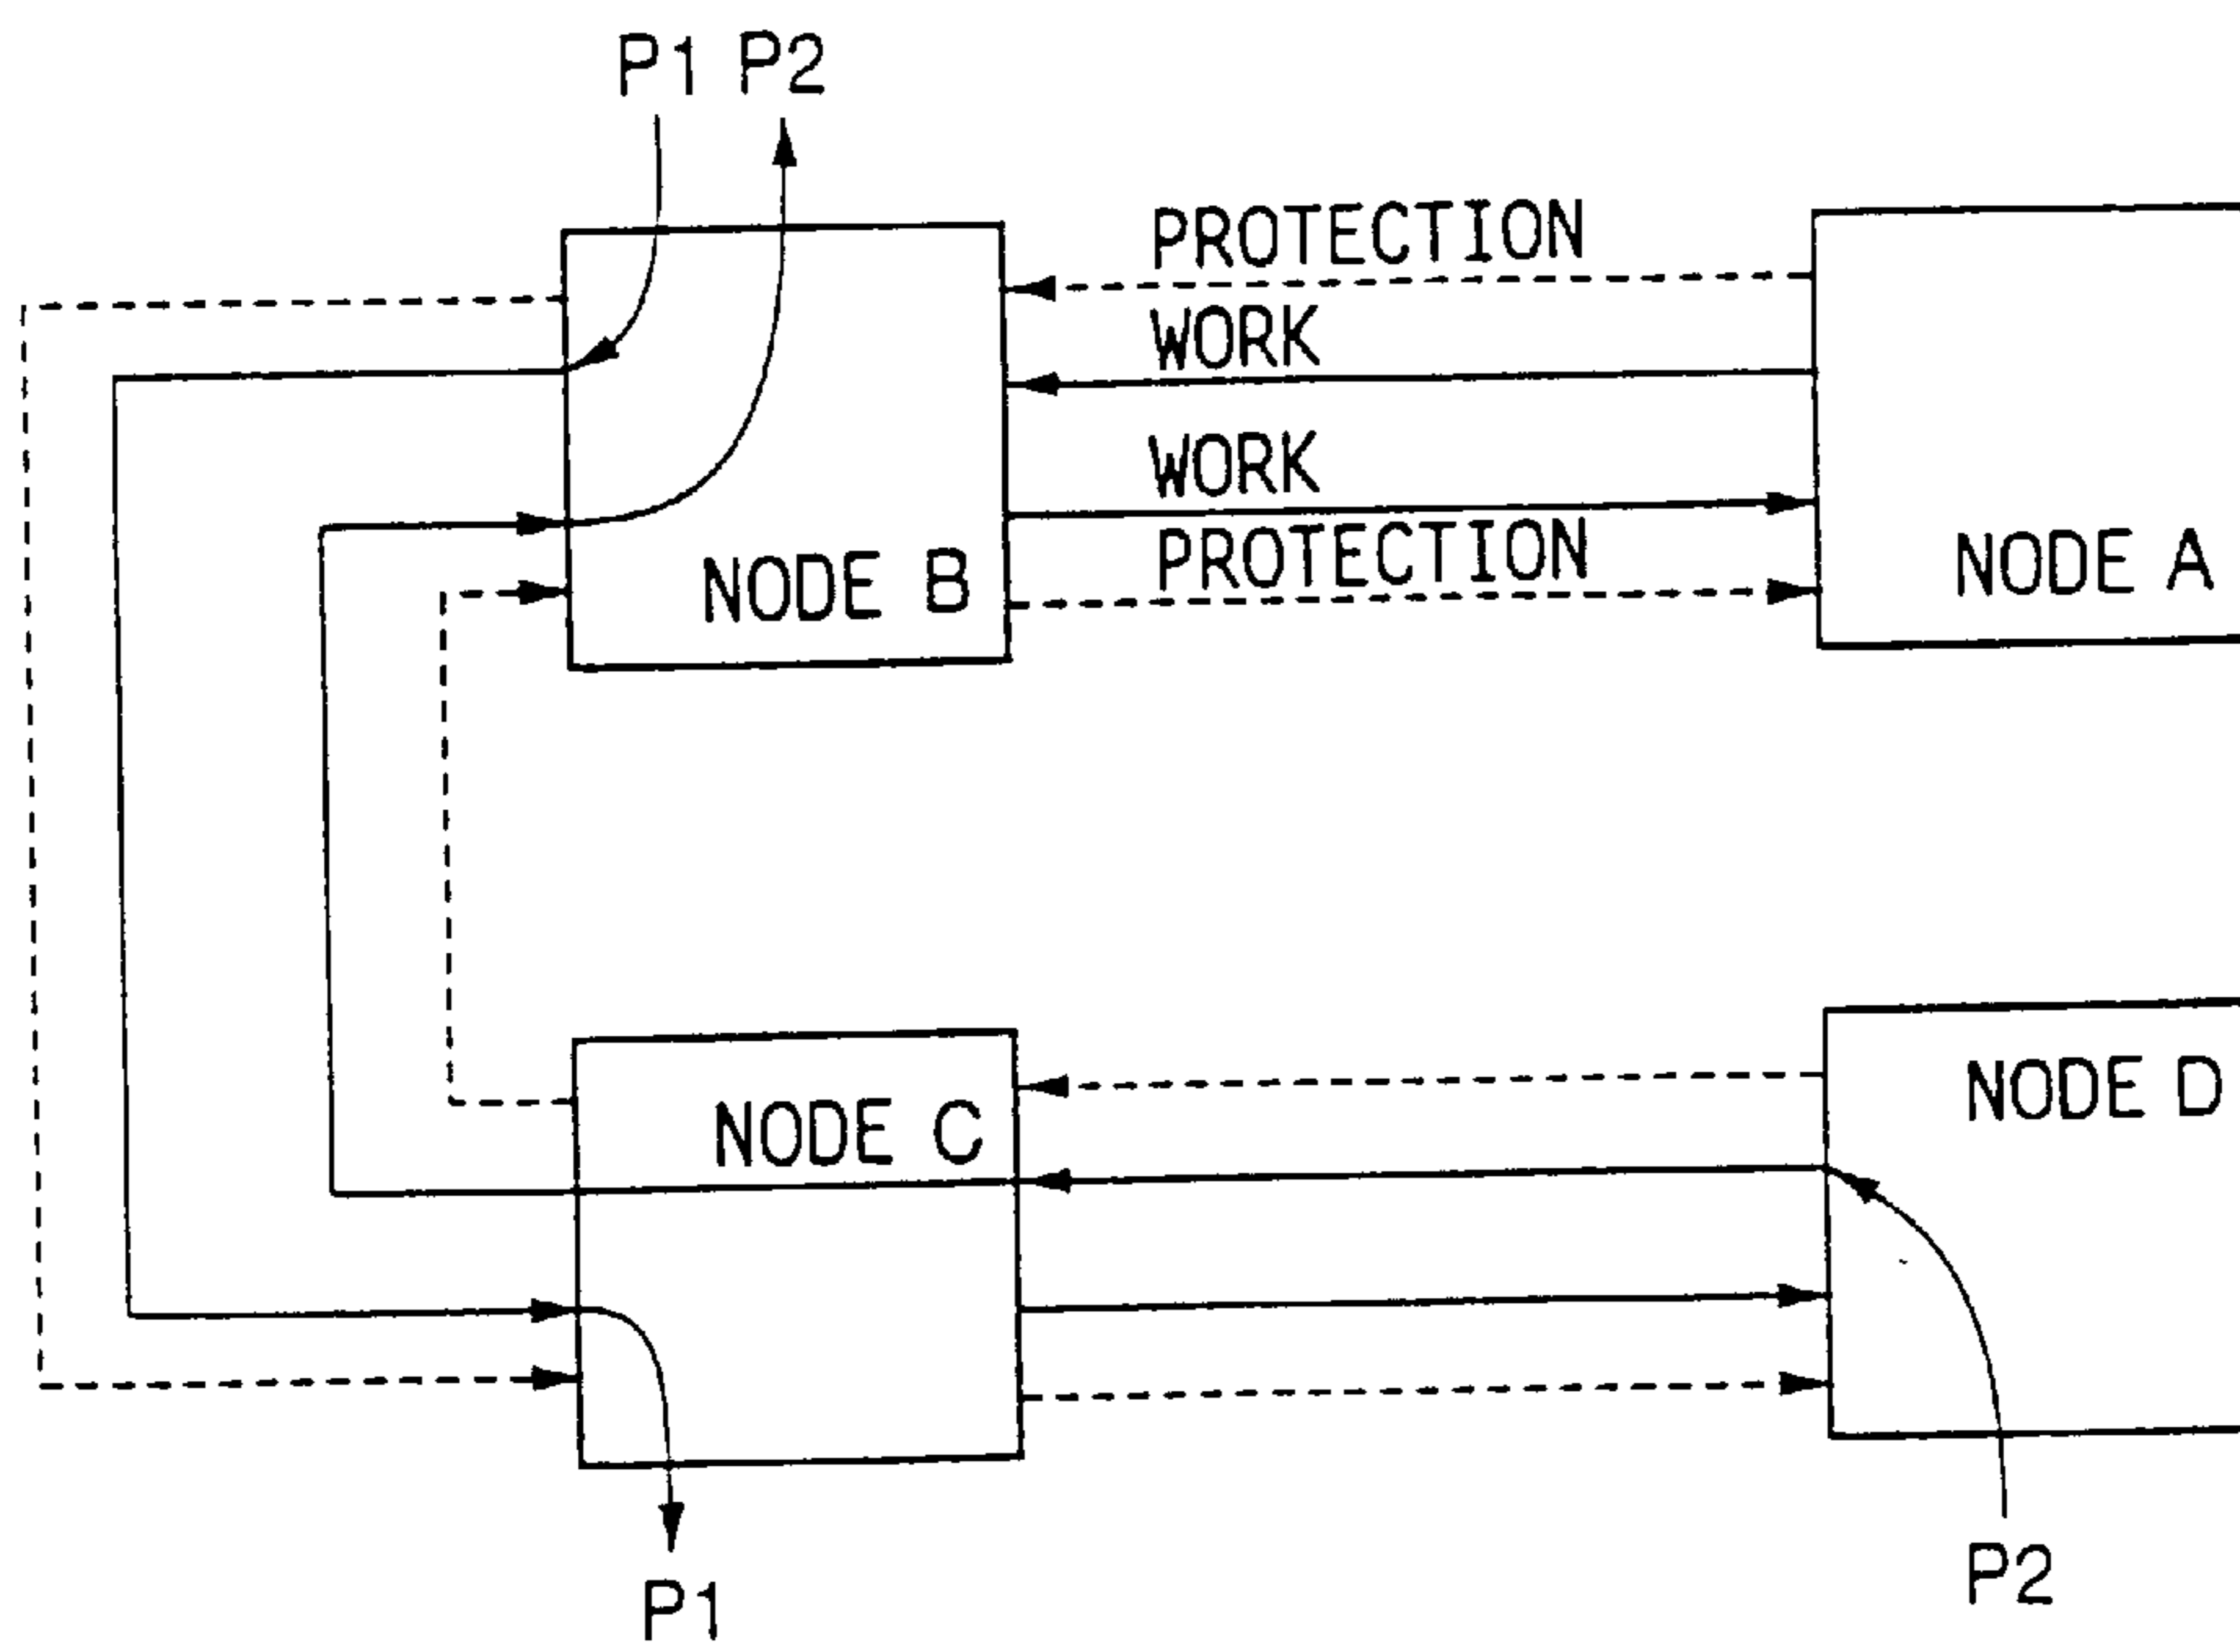 P1 P2
PROTECTION
WORK
WORK
PROTECTION
NODE B
NODE A
NODE C
NODE D
P1
P2